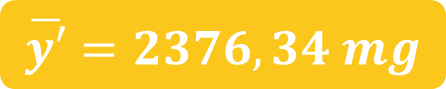 y̅′ = 2376,34 mg